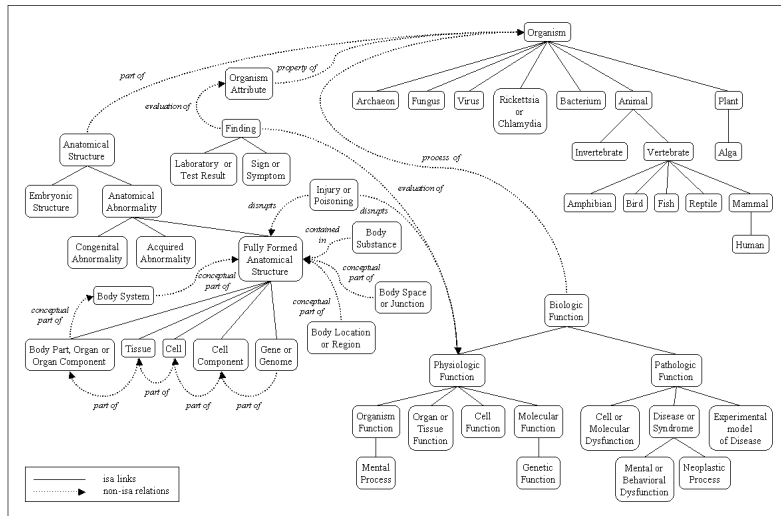 Organism
part of
property of
Organism
Attribute
evaluation of
Finding
Archaeon
Fungus
Virus
Rickettsia
or
Chlamydia
Bacterium
Animal
Plant
Anatomical
Structure
Laboratory or
Test Result
Sign or
Symptom
process of
Invertebrate
Vertebrate
Alga
Embryonic
Structure
Anatomical
Abnormality
Injury or
Poisoning
evaluation of
disrupts
disrupts
Amphibian
Bird
Fish
Reptile
Mammal
Human
Congenital
Abnormality
Acquired
Abnormality
Fully Formed
Anatomical
Structure
contained
in
Body
Substance
conceptual
part of
Body System
conceptual
part of
conceptual
part of
Body Space
or Junction
conceptual
part of
Body Location
or Region
Biologic
Function
Body Part, Organ or
Organ Component
Tissue
Cell
Cell
Component
Gene or
Genome
part of
part of
part of
part of
Physiologic
Function
Pathologic
Function
Organism
Function
Organ or
Tissue
Function
Cell
Function
Molecular
Function
Cell or
Molecular
Dysfunction
Disease or
Syndrome
Experimental
model
of Disease
Mental
Process
Genetic
Function
Mental or
Behavioral
Dysfunction
Neoplastic
Process
isa links
non-isa relations